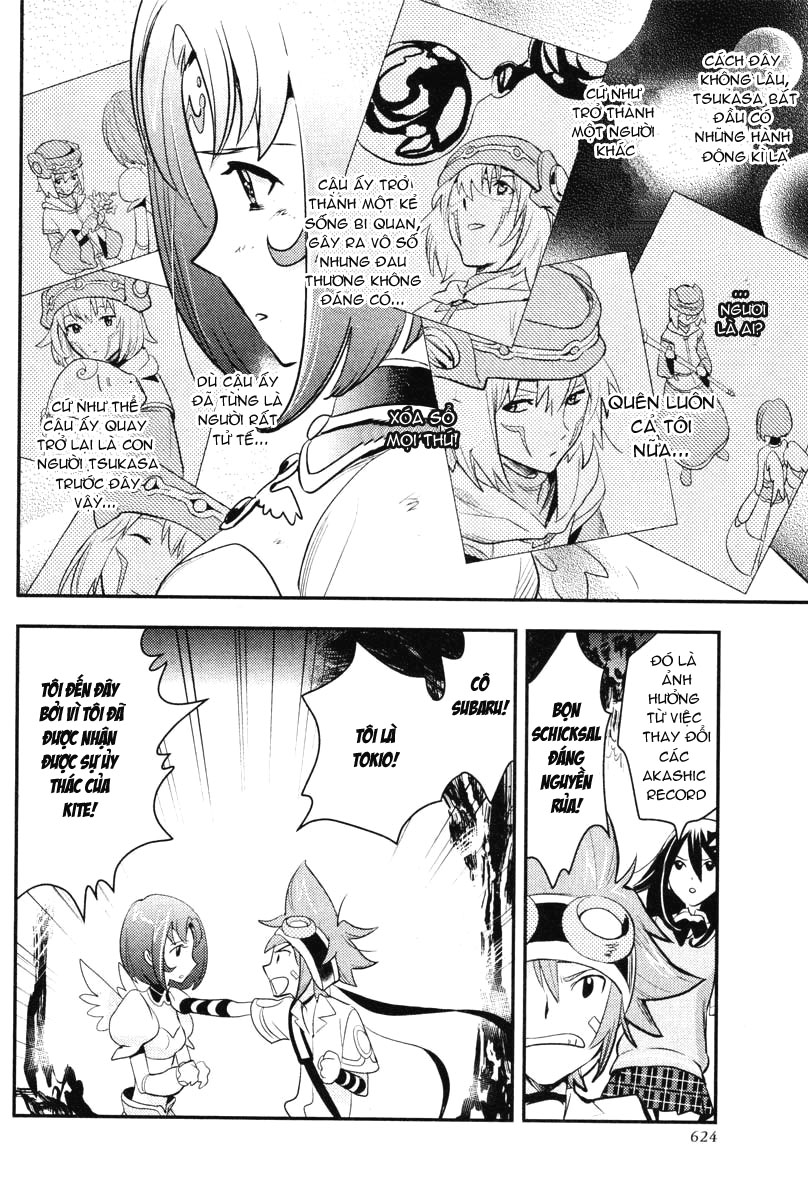 CÁCH ĐÂY
KHÔNG LÂU,
TSUKASA BẮT
ĐẦU CÓ
NHỮNG HÀNH
ĐỘNG KÌ LẠ
CỨ NHƯ
TRỞ THÀNH
MỘT NGƯỜI
KHÁC
CẬU ẤY TRỞ
THÀNH MỘT KẺ
SỐNG BI QUAN,
GÂY RA VÔ SỐ
NHƯNG ĐAU
THƯƠNG KHÔNG
ĐÁNG CÓ...
...
NGƯƠI
LÀ AI?
QUÊN LUÔN
CẢ TÔI
NỮA...
XÓA SỔ
MỌI THỨ!
DÙ CẬU ẤY
ĐÃ TỪNG LÀ
NGƯỜI RẤT
TỬ TẾ...
CỨ NHƯ THỂ
CẬU ẤY QUAY
TRỞ LẠI LÀ CON
NGƯỜI TSUKASA
TRƯỚC ĐÂY
VẬY...
ĐÓ LÀ
ẢNH
HƯỞNG
TỪ VIỆC
THAY ĐỔI
CÁC
AKASHIC
RECORD
BỌN
SCHICKSAL
ĐÁNG
NGUYỀN
RỦA!
CÔ
SUBARU!
TÔI LÀ
TOKIO!
TÔI ĐẾN ĐÂY
BỞI VÌ TÔI ĐÃ
ĐƯỢC NHẬN
ĐƯỢC SỰ ỦY
THÁC CỦA
KITE!
624